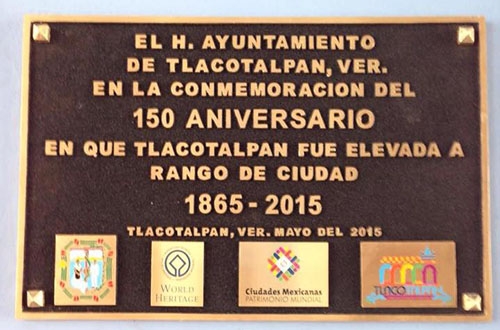 EL H. AYUNTAMIENTO
DE TLACOTALPAN, VER.
EN LA CONMEMORACION DEL
150 ANIVERSARIO
EN QUE TLACOTALPAN FUE ELEVADA A
RANGO DE CIUDAD
1865 - 2015
TLACOTALPAN, VER. MAYO DEL 2015
WORLD
HERITAGE
Ciudades Mexicanas
PATRIMONIO MUNDIAL